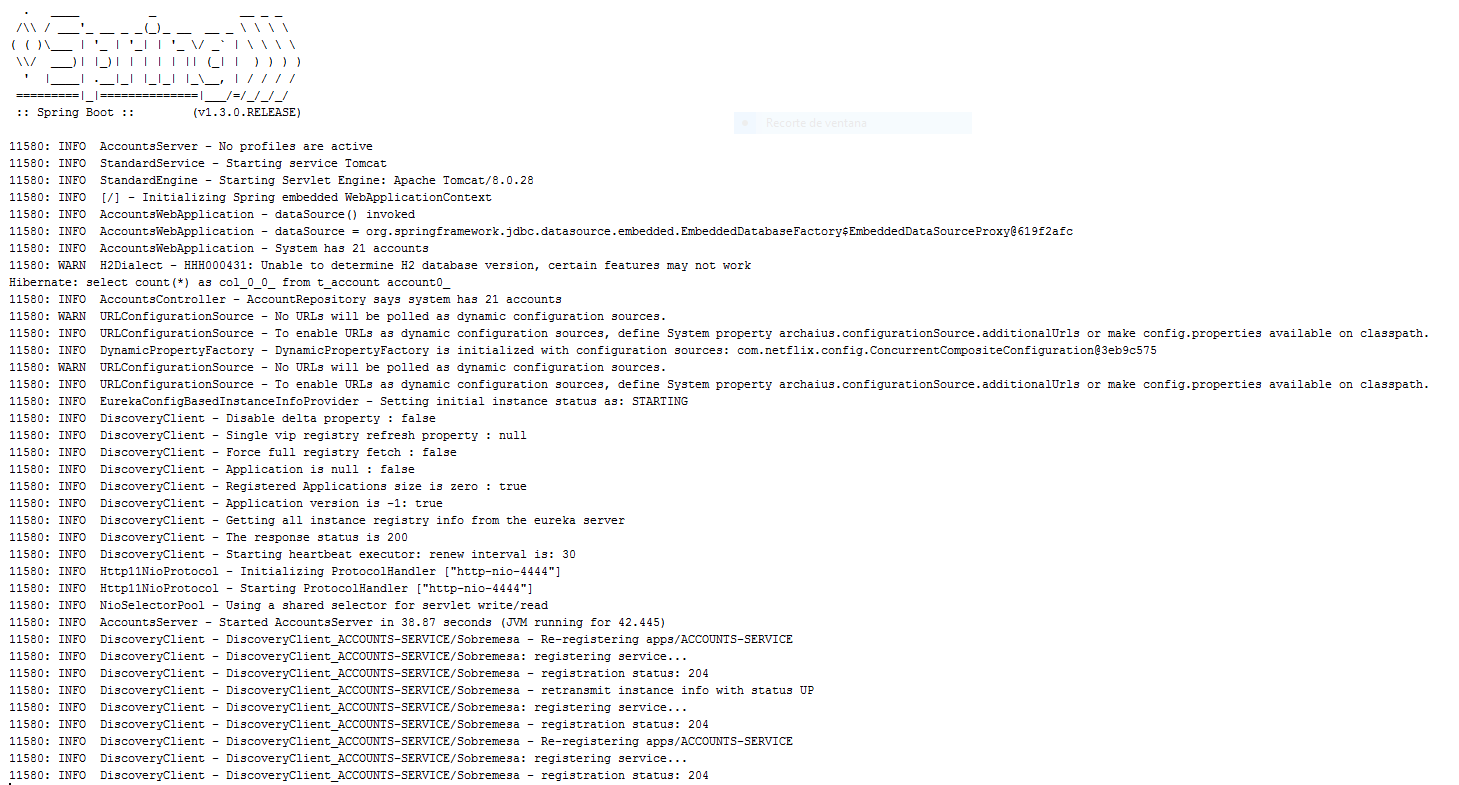 .   ____          _            __ _ _
 /\\ / ___'_ __ _ _(_)_ __  __ _ \ \ \ \
( ( )\___ | '_ | '_| | '_ \/ _` | \ \ \ \
 \\/  ___)| |_)| | | | | || (_| |  ) ) ) )
  '  |____| .__|_| |_|_| |_\__, | / / / /
 =========|_|==============|___/=/_/_/_/
 :: Spring Boot ::        (v1.3.0.RELEASE)
Recorte de ventana
11580: INFO  AccountsServer - No profiles are active
11580: INFO  StandardService - Starting service Tomcat
11580: INFO  StandardEngine - Starting Servlet Engine: Apache Tomcat/8.0.28
11580: INFO  [/] - Initializing Spring embedded WebApplicationContext
11580: INFO  AccountsWebApplication - dataSource() invoked
11580: INFO  AccountsWebApplication - dataSource = org.springframework.jdbc.datasource.embedded.EmbeddedDatabaseFactory$EmbeddedDataSourceProxy@619f2afc
11580: INFO  AccountsWebApplication - System has 21 accounts
11580: WARN  H2Dialect - HHH000431: Unable to determine H2 database version, certain features may not work
Hibernate: select count(*) as col_0_0_ from t_account account0_
11580: INFO  AccountsController - AccountRepository says system has 21 accounts
11580: WARN  URLConfigurationSource - No URLs will be polled as dynamic configuration sources.
11580: INFO  URLConfigurationSource - To enable URLs as dynamic configuration sources, define System property archaius.configurationSource.additionalUrls or make config.properties available on classpath.
11580: INFO  DynamicPropertyFactory - DynamicPropertyFactory is initialized with configuration sources: com.netflix.config.ConcurrentCompositeConfiguration@3eb9c575
11580: WARN  URLConfigurationSource - No URLs will be polled as dynamic configuration sources.
11580: INFO  URLConfigurationSource - To enable URLs as dynamic configuration sources, define System property archaius.configurationSource.additionalUrls or make config.properties available on classpath.
11580: INFO  EurekaConfigBasedInstanceInfoProvider - Setting initial instance status as: STARTING
11580: INFO  DiscoveryClient - Disable delta property : false
11580: INFO  DiscoveryClient - Single vip registry refresh property : null
11580: INFO  DiscoveryClient - Force full registry fetch : false
11580: INFO  DiscoveryClient - Application is null : false
11580: INFO  DiscoveryClient - Registered Applications size is zero : true
11580: INFO  DiscoveryClient - Application version is -1: true
11580: INFO  DiscoveryClient - Getting all instance registry info from the eureka server
11580: INFO  DiscoveryClient - The response status is 200
11580: INFO  DiscoveryClient - Starting heartbeat executor: renew interval is: 30
11580: INFO  Http11NioProtocol - Initializing ProtocolHandler ["http-nio-4444"]
11580: INFO  Http11NioProtocol - Starting ProtocolHandler ["http-nio-4444"]
11580: INFO  NioSelectorPool - Using a shared selector for servlet write/read
11580: INFO  AccountsServer - Started AccountsServer in 38.87 seconds (JVM running for 42.445)
11580: INFO  DiscoveryClient - DiscoveryClient_ACCOUNTS-SERVICE/Sobremesa - Re-registering apps/ACCOUNTS-SERVICE
11580: INFO  DiscoveryClient - DiscoveryClient_ACCOUNTS-SERVICE/Sobremesa: registering service...
11580: INFO  DiscoveryClient - DiscoveryClient_ACCOUNTS-SERVICE/Sobremesa - registration status: 204
11580: INFO  DiscoveryClient - DiscoveryClient_ACCOUNTS-SERVICE/Sobremesa - retransmit instance info with status UP
11580: INFO  DiscoveryClient - DiscoveryClient_ACCOUNTS-SERVICE/Sobremesa: registering service...
11580: INFO  DiscoveryClient - DiscoveryClient_ACCOUNTS-SERVICE/Sobremesa - registration status: 204
11580: INFO  DiscoveryClient - DiscoveryClient_ACCOUNTS-SERVICE/Sobremesa - Re-registering apps/ACCOUNTS-SERVICE
11580: INFO  DiscoveryClient - DiscoveryClient_ACCOUNTS-SERVICE/Sobremesa: registering service...
11580: INFO  DiscoveryClient - DiscoveryClient_ACCOUNTS-SERVICE/Sobremesa - registration status: 204